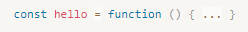 const hello = function () { ... }